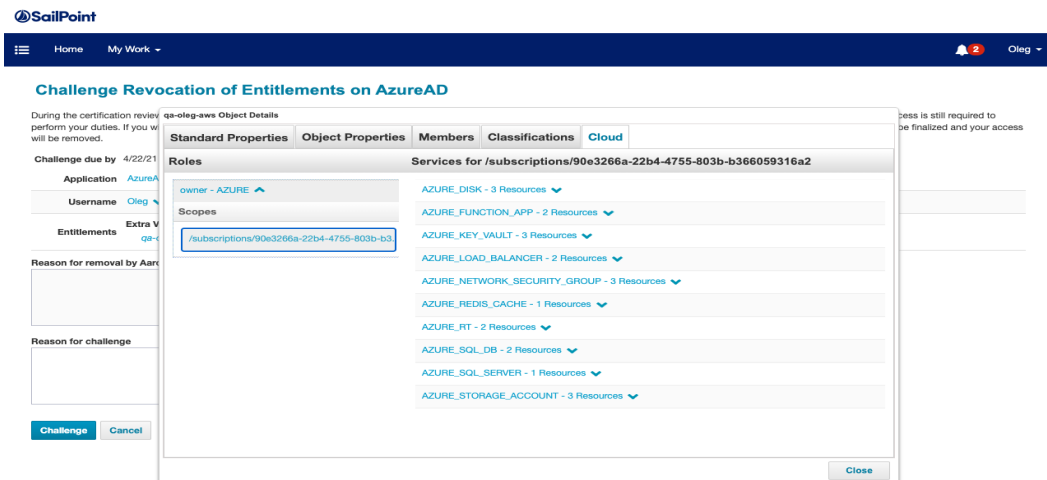 SailPoint
Home My Work 2 Oleg
Challenge Revocation of Entitlements on AzureAD
During the certification review qa-oleg-aws Object Details cess is still required to
perform your duties. If you w be finalized and your access
will be removed.
Standard Properties Object Properties Members Classifications Cloud
Challenge due by 4/22/21
Roles Services for /subscriptions/90e3266a-22b4-4755-803b-b366059316a2
Application AzureA
owner - AZURE AZURE_DISK - 3 Resources
Username Oleg
Scopes AZURE_FUNCTION_APP - 2 Resources
Entitlements Extra V
qa-
/subscriptions/90e3266a-22b4-4755-803b-b3. AZURE_KEY_VAULT - 3 Resources
AZURE_LOAD_BALANCER - 2 Resources
Reason for removal by Aar
AZURE_NETWORK_SECURITY_GROUP - 3 Resources
AZURE_REDIS_CACHE - 1 Resources
AZURE_RT - 2 Resources
Reason for challenge
AZURE_SQL_DB - 2 Resources
AZURE_SQL_SERVER - 1 Resources
AZURE_STORAGE_ACCOUNT - 3 Resources
Challenge Cancel
Close